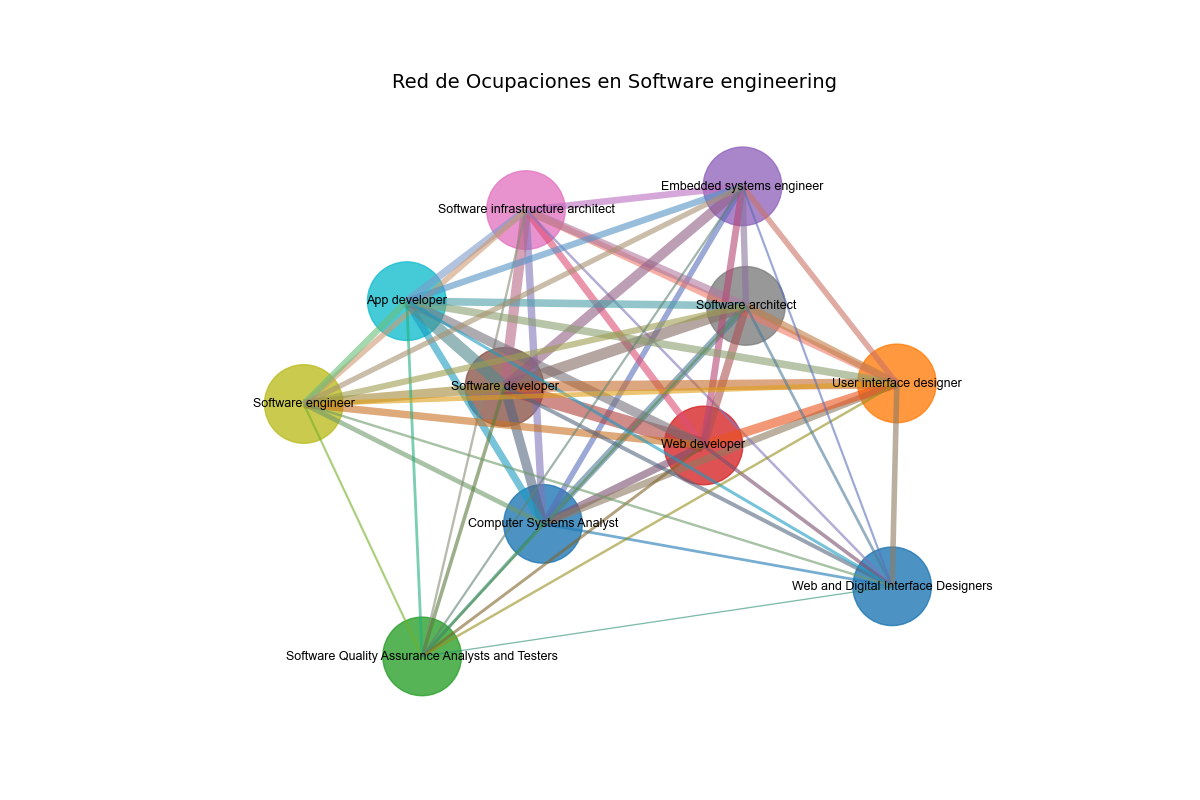 Red de Ocupaciones en Software engineering
Embedded systems engineer
Software infrastructure architect
App developer
Software architect
User interface designer
Software developer
Software engineer
Web developer
Computer Systems Analyst
Web and Digital Interface Designers
Software Quality Assurance Analysts and Testers